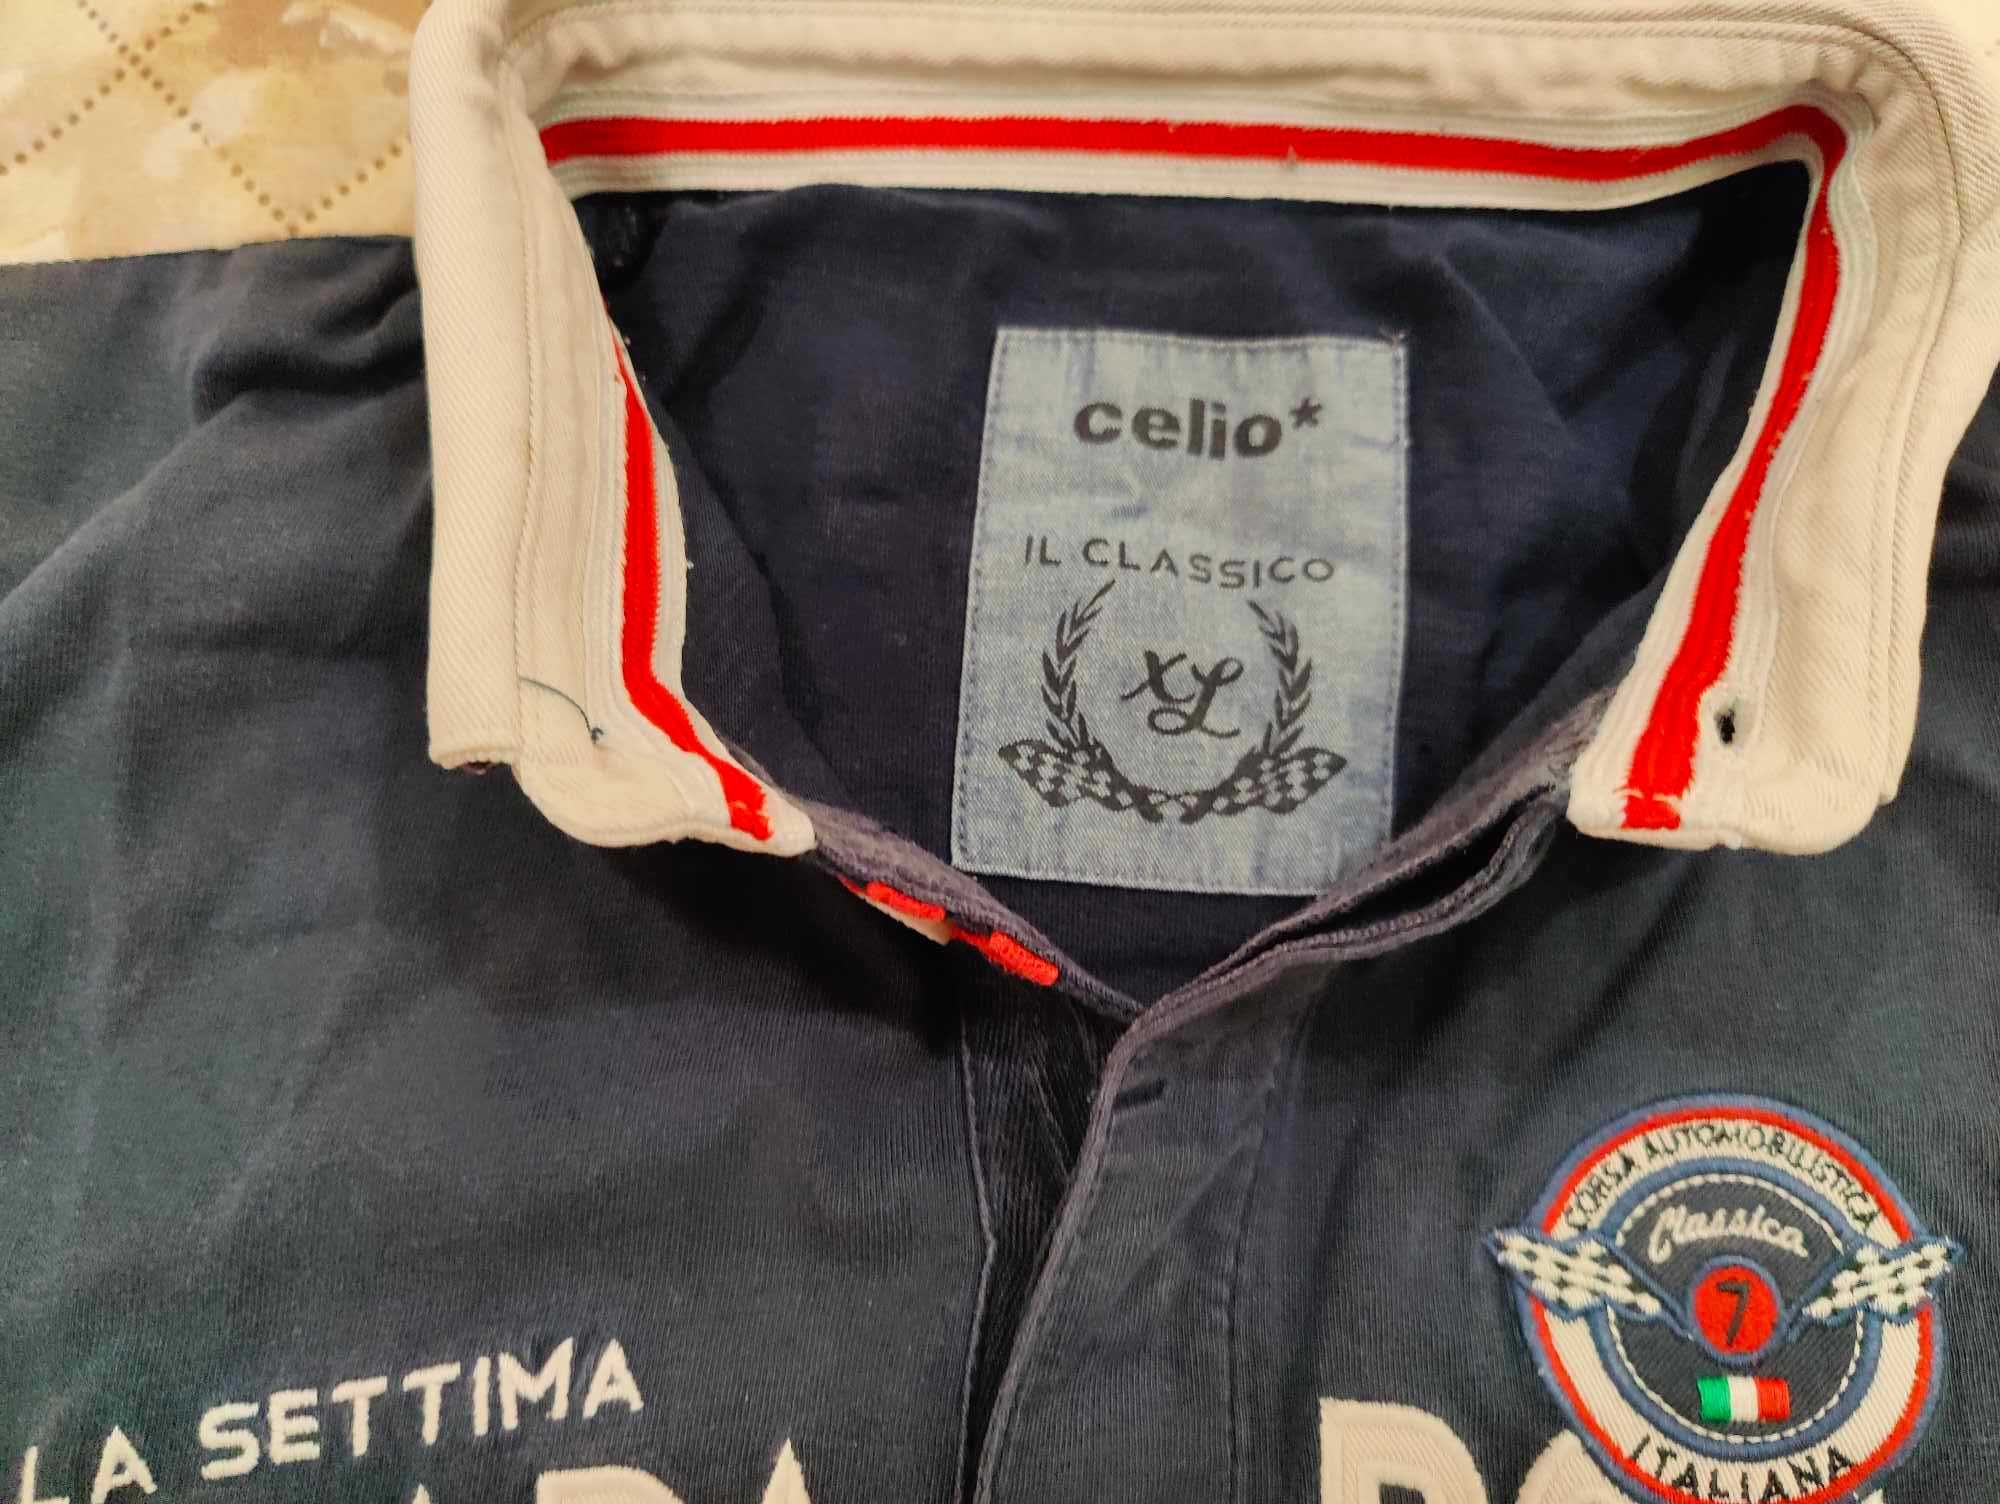 celio*
IL CLASSICO
XL
CORSA AUTOMOBILISTICA
Classica
7
ITALIANA
LA SETTIMA